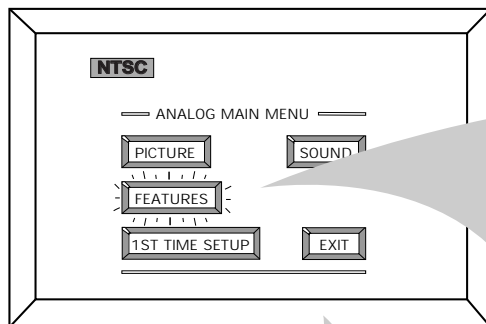 NTSC
ANALOG MAIN MENU
PICTURE SOUND
FEATURES
1ST TIME SETUP EXIT